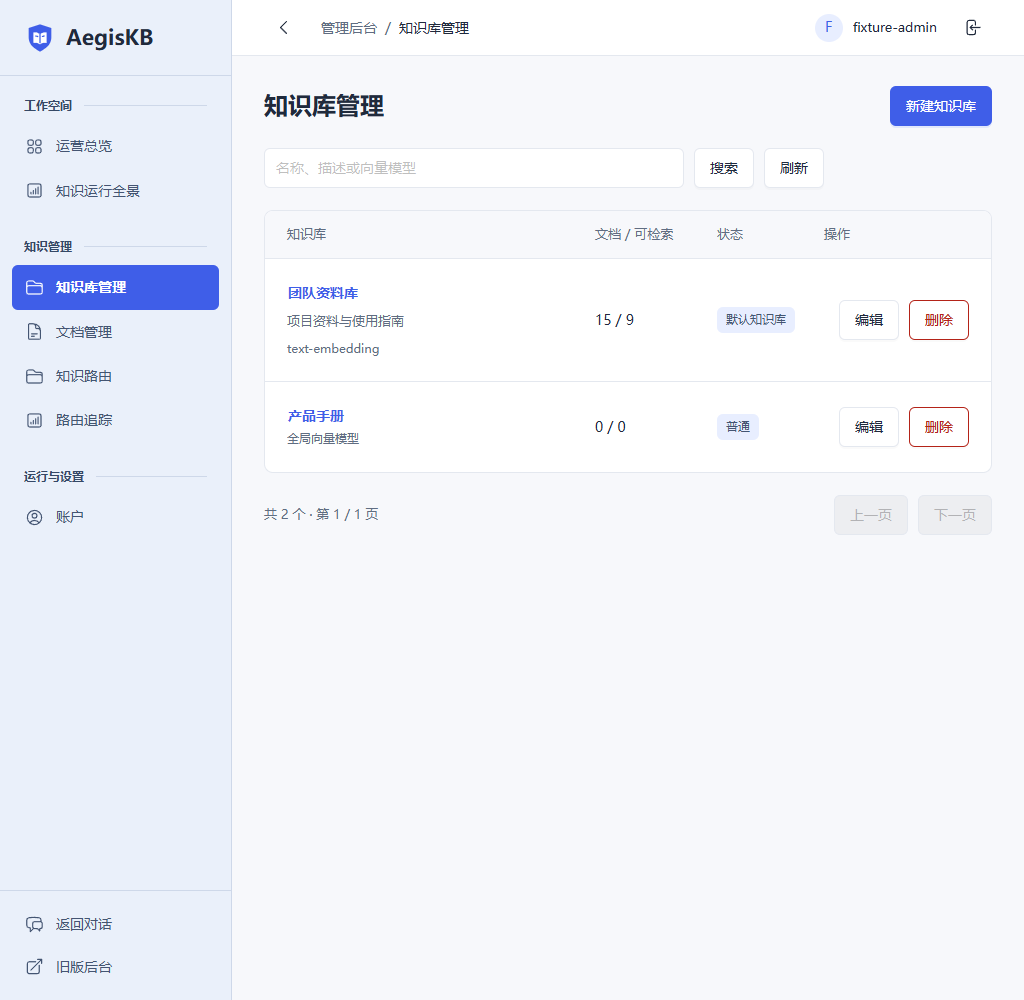 AegisKB
工作空间
运营总览
知识运行全景
知识管理
知识库管理
文档管理
知识路由
路由追踪
运行与设置
账户
返回对话
旧版后台
管理后台 / 知识库管理
F fixture-admin
知识库管理
新建知识库
名称、描述或向量模型 搜索 刷新
知识库 文档 / 可检索 状态 操作
团队资料库
项目资料与使用指南
text-embedding
15 / 9 默认知识库 编辑 删除
产品手册
全局向量模型
0 / 0 普通 编辑 删除
共 2 个 · 第 1 / 1 页 上一页 下一页